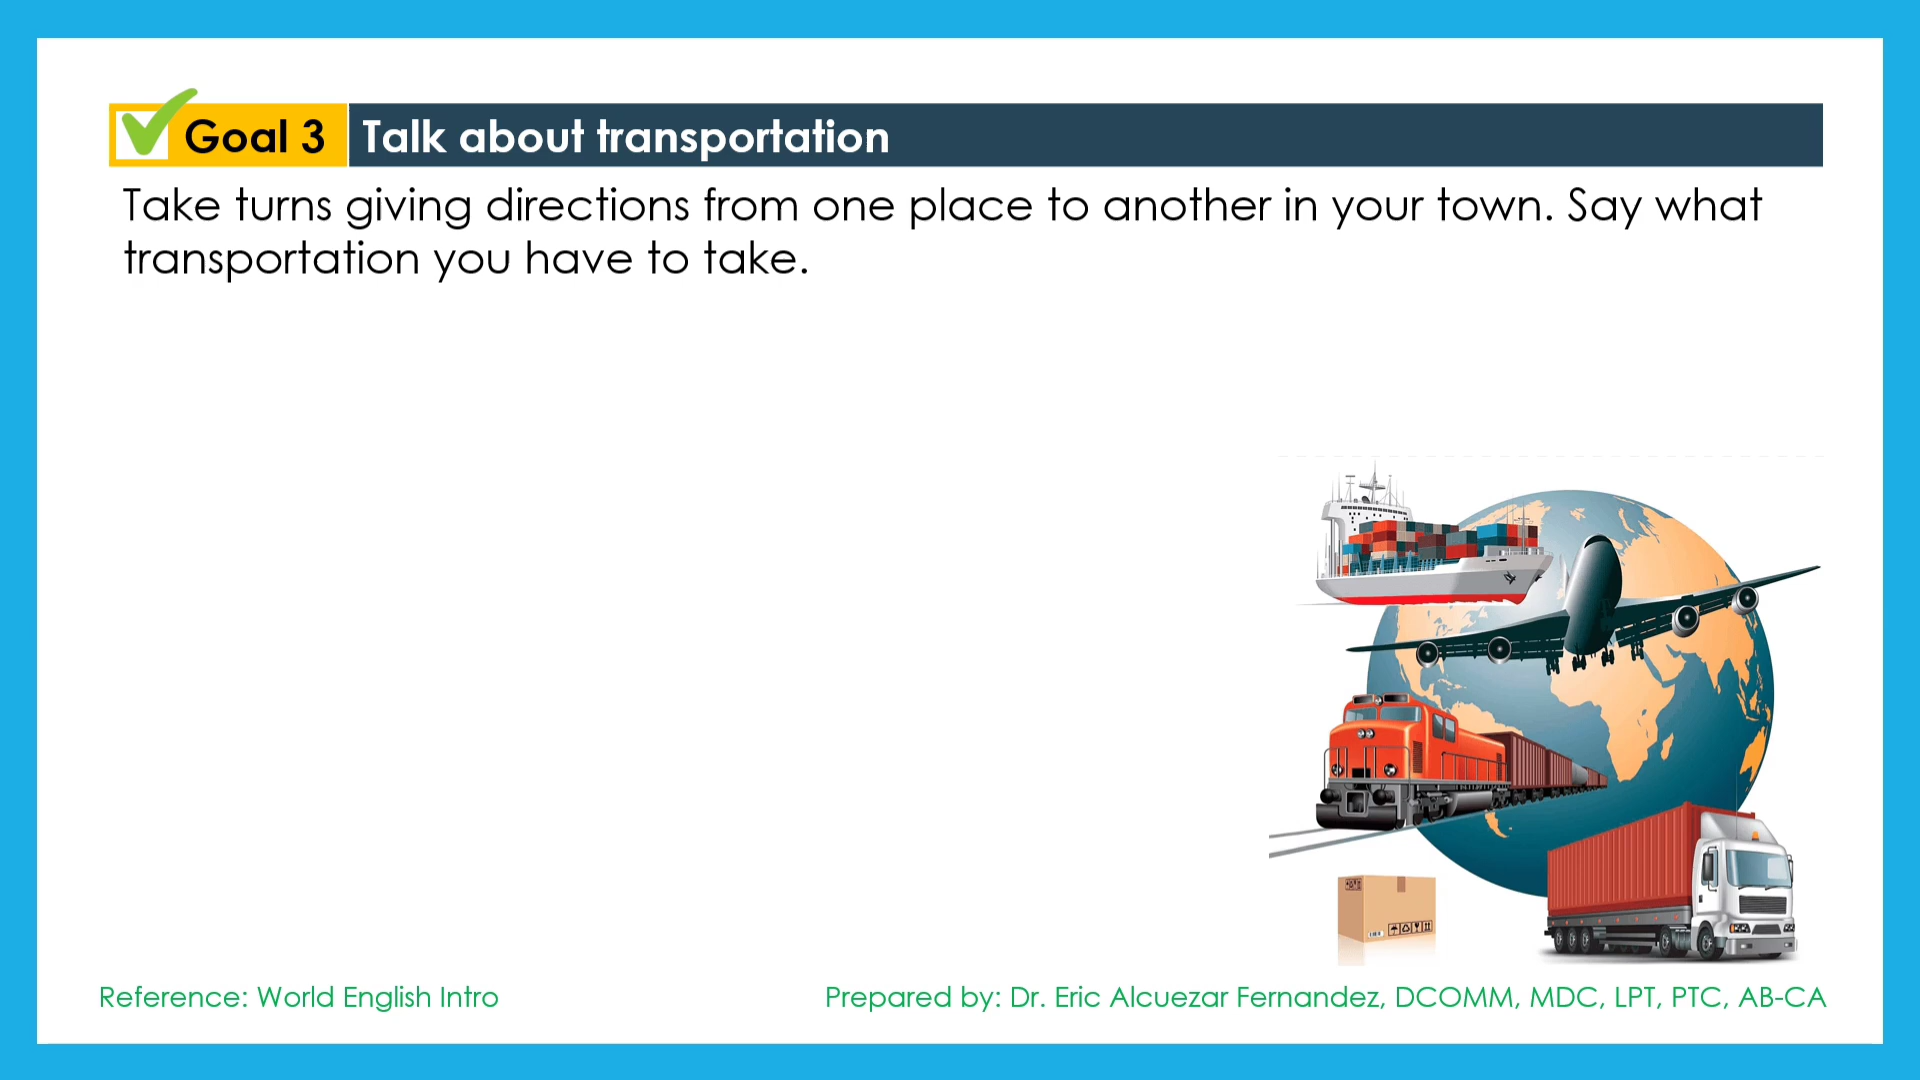 Goal 3 Talk about transportation
Take turns giving directions from one place to another in your town. Say what
transportation you have to take.
Reference: World English Intro
Prepared by: Dr. Eric Alcuezar Fernandez, DCOMM, MDC, LPT, PTC, AB-CA